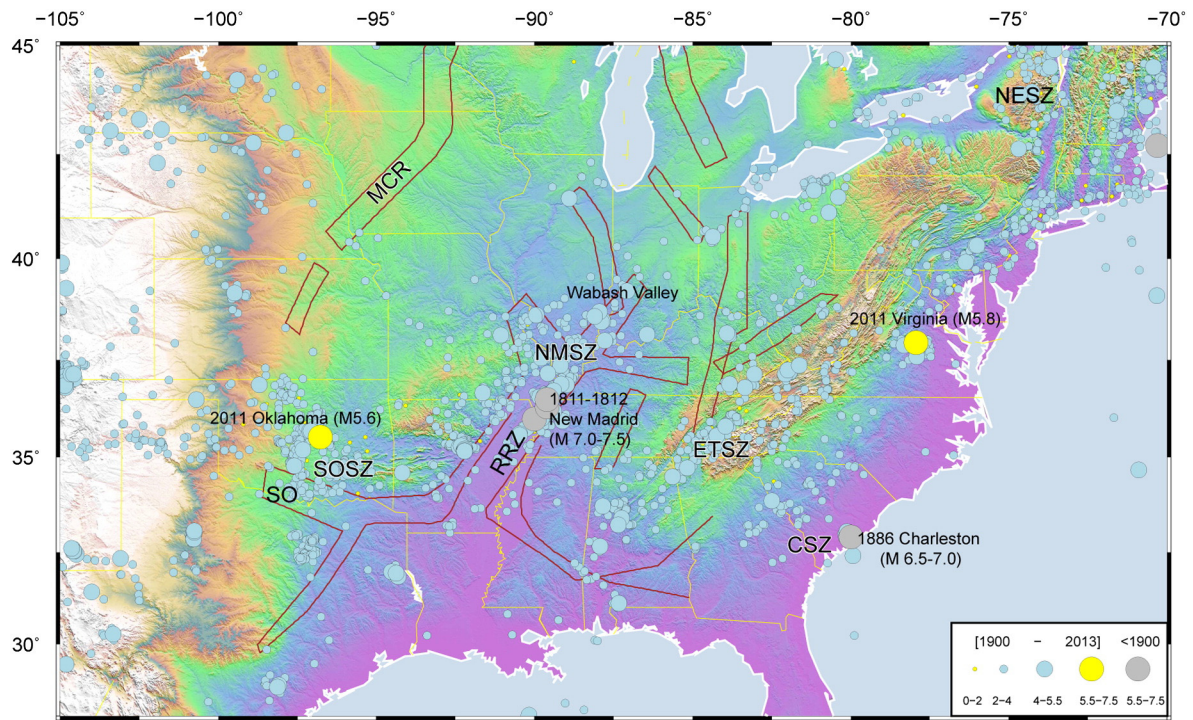 −105° −100° −95° −90° −85° −80° −75° −70°
45°
NESZ
MCR
40°
Wabash Valley
2011 Virginia (M5.8)
NMSZ
1811−1812
New Madrid
(M 7.0−7.5)
2011 Oklahoma (M5.6)
RRZ
ETSZ
35°
SOSZ
SO
CSZ
1886 Charleston
(M 6.5−7.0)
30°
[1900 − 2013] <1900
0−2 2−4 4−5.5 5.5−7.5 5.5−7.5